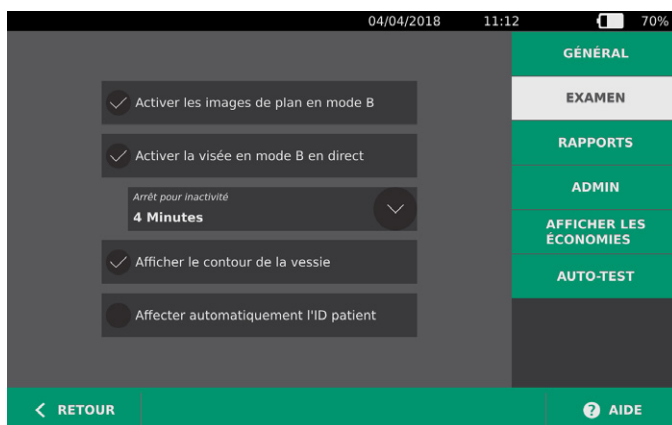 04/04/2018 11:12 70%
GÉNÉRAL
Activer les images de plan en mode B
EXAMEN
Activer la visée en mode B en direct
RAPPORTS
Arrêt pour inactivité
4 Minutes
ADMIN
AFFICHER LES
ÉCONOMIES
Afficher le contour de la vessie
AUTO-TEST
Affecter automatiquement l'ID patient
RETOUR
? AIDE